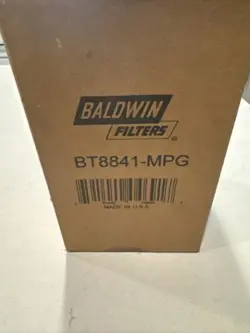 BALDWIN
FILTERS®
BT8841-MPG
MADE IN U.S.A.